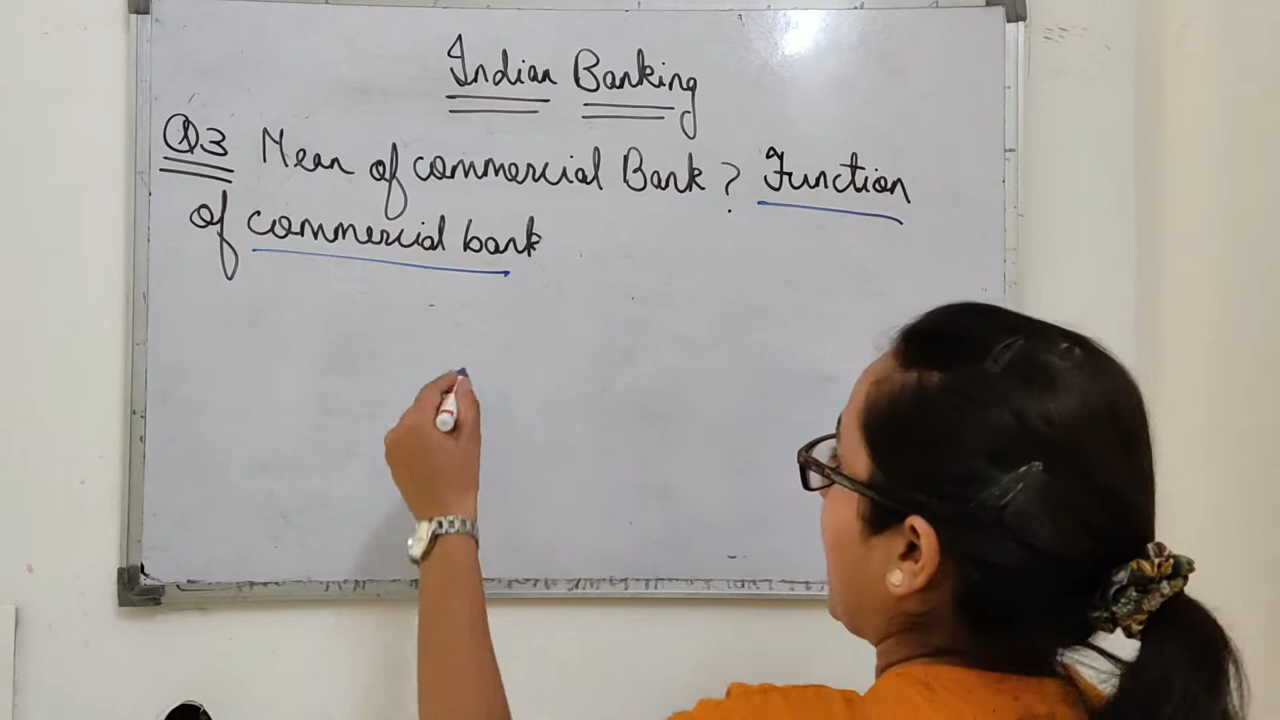 Indian Banking
Q3 Mean of commercial Bank? Function
of commercial bank